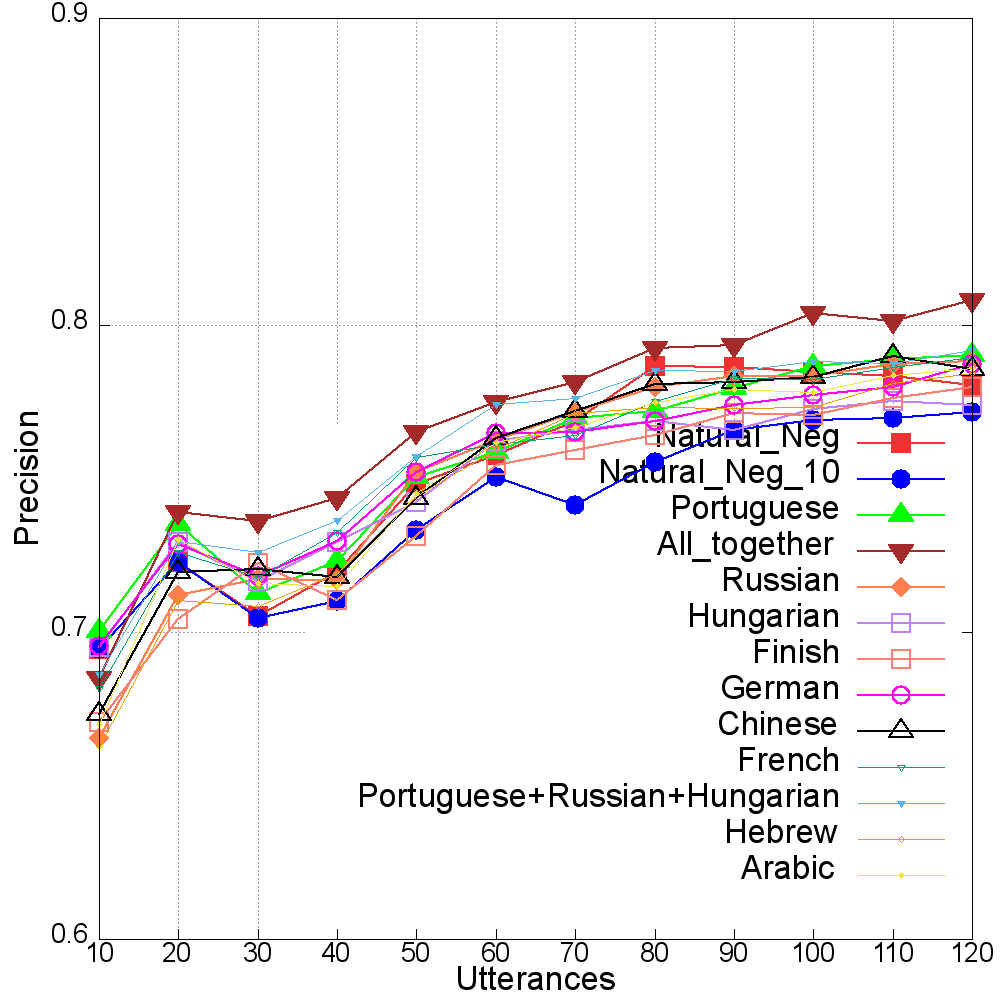 0.9
0.8
0.7
0.6
Precision
Natural_Neg
Natural_Neg_10
Portuguese
All_together
Russian
Hungarian
Finish
German
Chinese
French
Portuguese+Russian+Hungarian
Hebrew
Arabic
10 20 30 40 50 60 70 80 90 100 110 120
Utterances